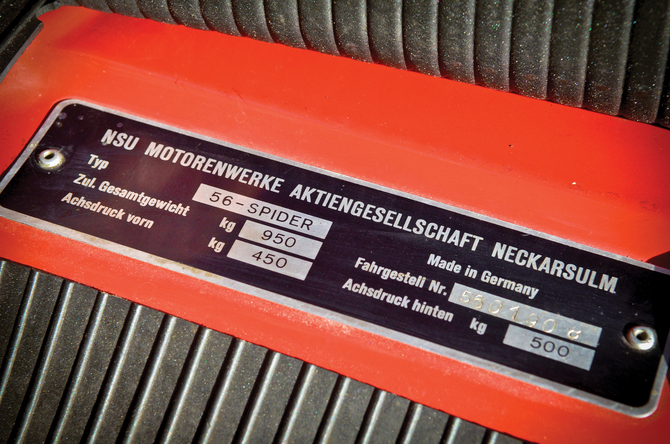 NSU MOTORENWERKE AKTIENGESELLSCHAFT NECKARSULM
Typ 56-SPIDER Made in Germany
Zul. Gesamtgewicht kg 950 Fahrgestell Nr.
Achsdruck vorn kg 450 Achsdruck hinten kg 500